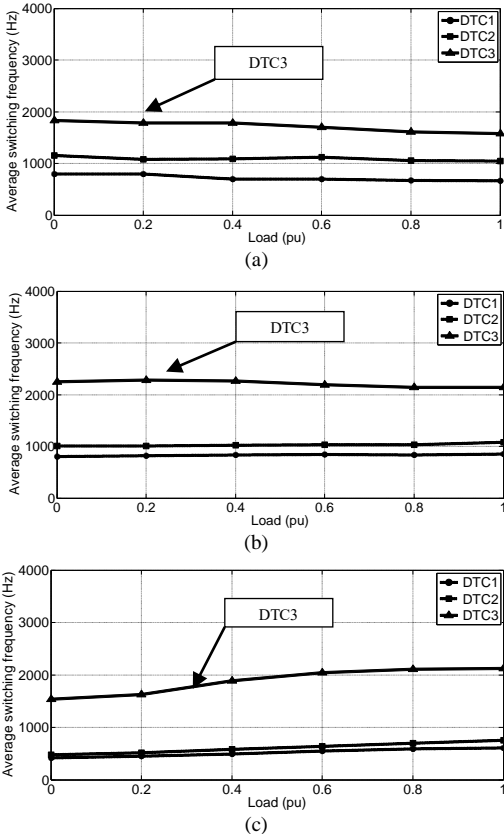 Average switching frequency (Hz)
4000
3000
2000
1000
0
DTC3
DTC1
DTC2
DTC3
0 0.2 0.4 0.6 0.8 1
Load (pu)
(a)
Average switching frequency (Hz)
4000
3000
2000
1000
0
DTC3
DTC1
DTC2
DTC3
0 0.2 0.4 0.6 0.8 1
Load (pu)
(b)
Average switching frequency (Hz)
4000
3000
2000
1000
0
DTC3
DTC1
DTC2
DTC3
0 0.2 0.4 0.6 0.8 1
Load (pu)
(c)